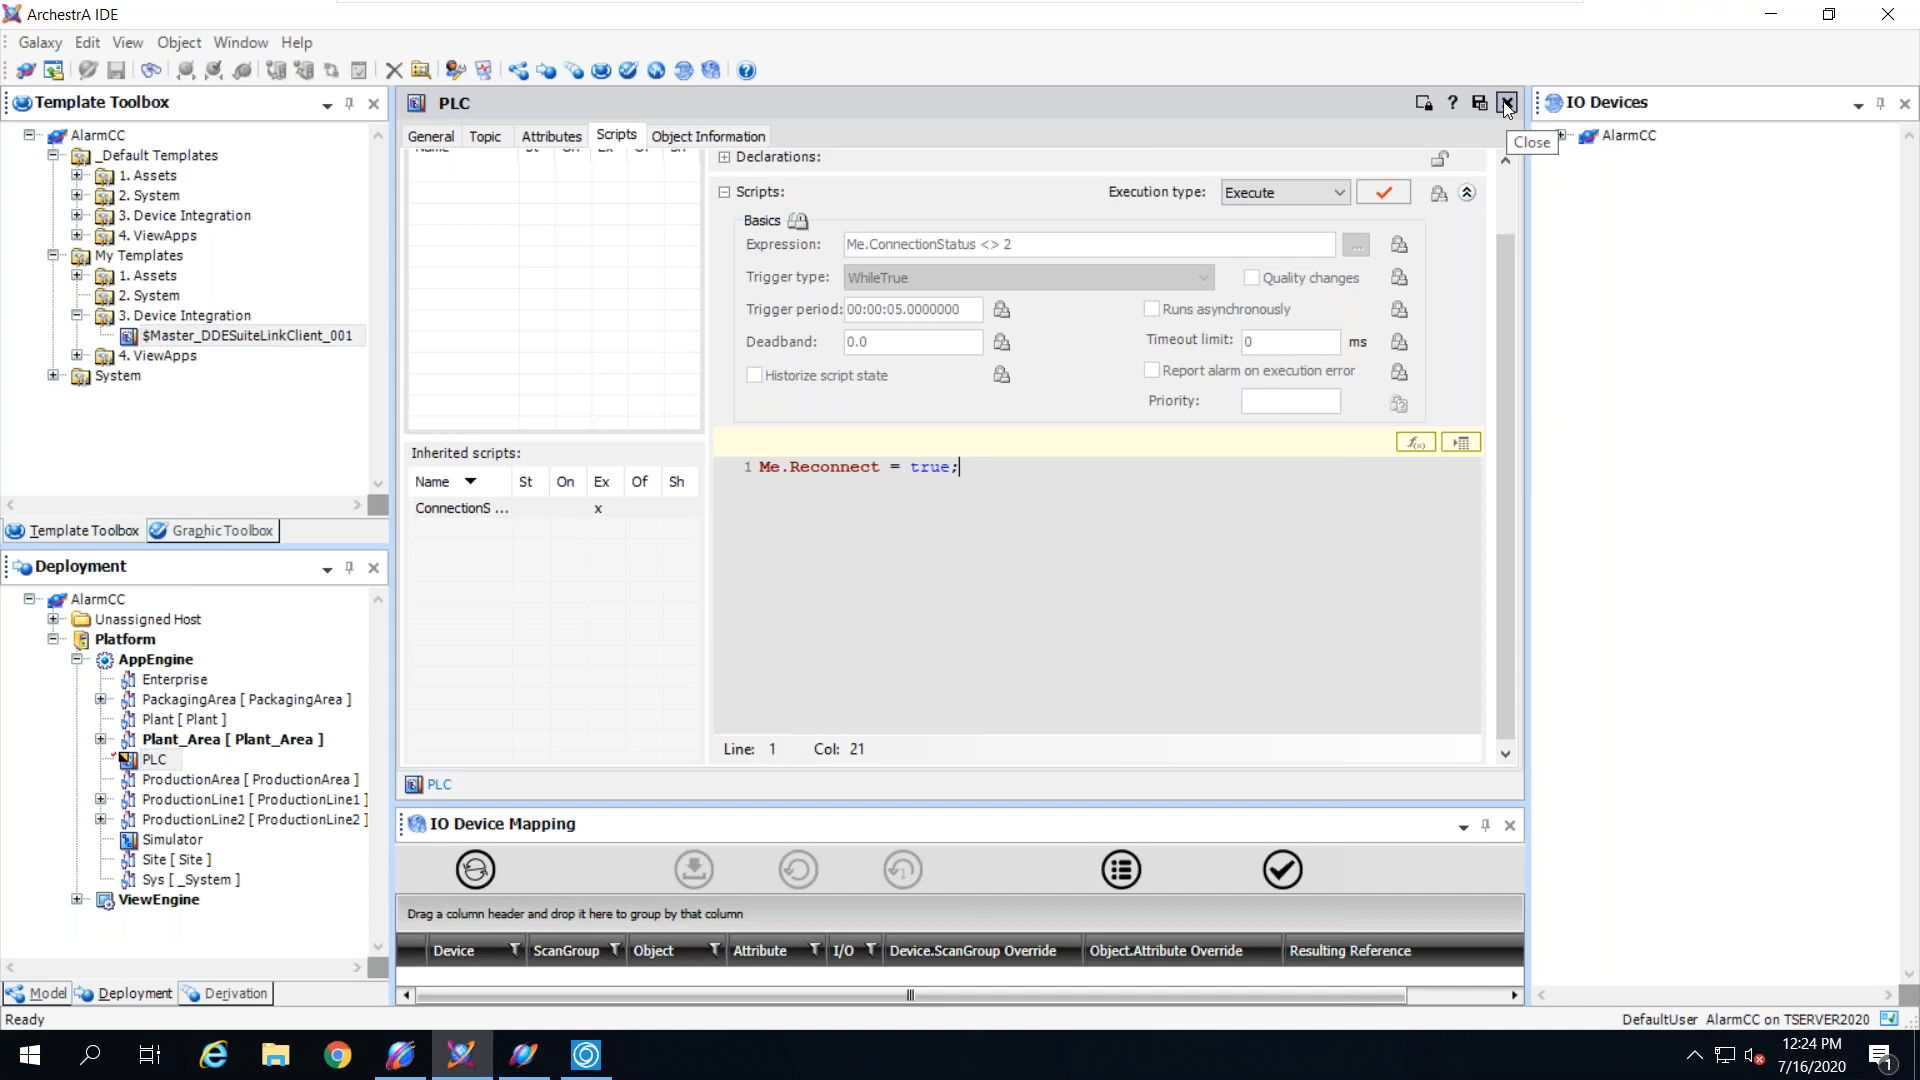 ArchestrA IDE
Galaxy Edit View Object Window Help
Template Toolbox
AlarmCC
_Default Templates
1. Assets
2. System
3. Device Integration
4. ViewApps
My Templates
1. Assets
2. System
3. Device Integration
$Master_DDESuiteLinkClient_001
4. ViewApps
System
Template Toolbox Graphic Toolbox
Deployment
AlarmCC
Unassigned Host
Platform
AppEngine
Enterprise
PackagingArea [ PackagingArea ]
Plant [ Plant ]
Plant_Area [ Plant_Area ]
PLC
ProductionArea [ ProductionArea ]
ProductionLine1 [ ProductionLine1 ]
ProductionLine2 [ ProductionLine2 ]
Simulator
Site [ Site ]
Sys [ _System ]
ViewEngine
Model Deployment Derivation
Ready
PLC
General Topic Attributes Scripts Object Information
Name St On Ex Of Sh
Declarations:
Scripts: Execution type: Execute
Basics
Expression: Me.ConnectionStatus <> 2 ...
Trigger type: WhileTrue Quality changes
Trigger period: 00:00:05.0000000 Runs asynchronously
Deadband: 0.0 Timeout limit: 0 ms
Historize script state Report alarm on execution error
Priority:
Inherited scripts:
Name St On Ex Of Sh
ConnectionS ... x
f(x)
1 Me.Reconnect = true;
Line: 1 Col: 21
PLC
IO Device Mapping
Drag a column header and drop it here to group by that column
Device ScanGroup Object Attribute I/O Device.ScanGroup Override Object.Attribute Override Resulting Reference
Close
IO Devices
AlarmCC
DefaultUser AlarmCC on TSERVER2020
12:24 PM
7/16/2020
1